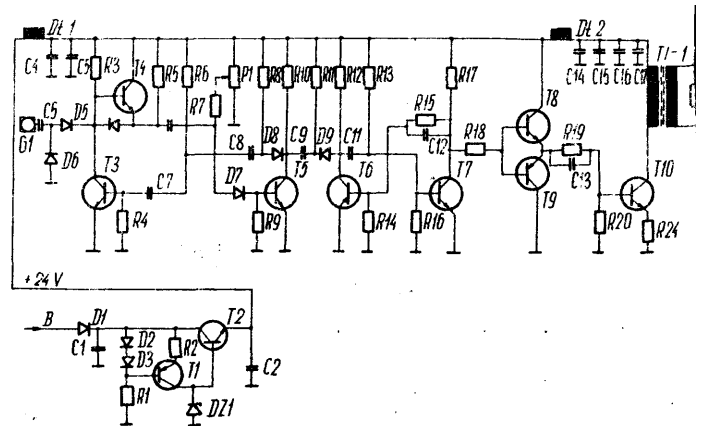 Dt 1
Dt 2
C4
C5
R3
T4
R5
R6
P1
R8
R10
R11
R12
R13
R17
C14
C15
C16
T1-1
R7
R15
T8
C5
D5
G1
D6
C8
D8
C9
D9
C11
C12
R18
R19
T3
C7
D7
T5
T6
T7
T9
C13
T10
R4
R9
R14
R16
R20
R24
+24V
B
D1
T2
C1
D2
D3
R2
T1
C2
R1
DZ1